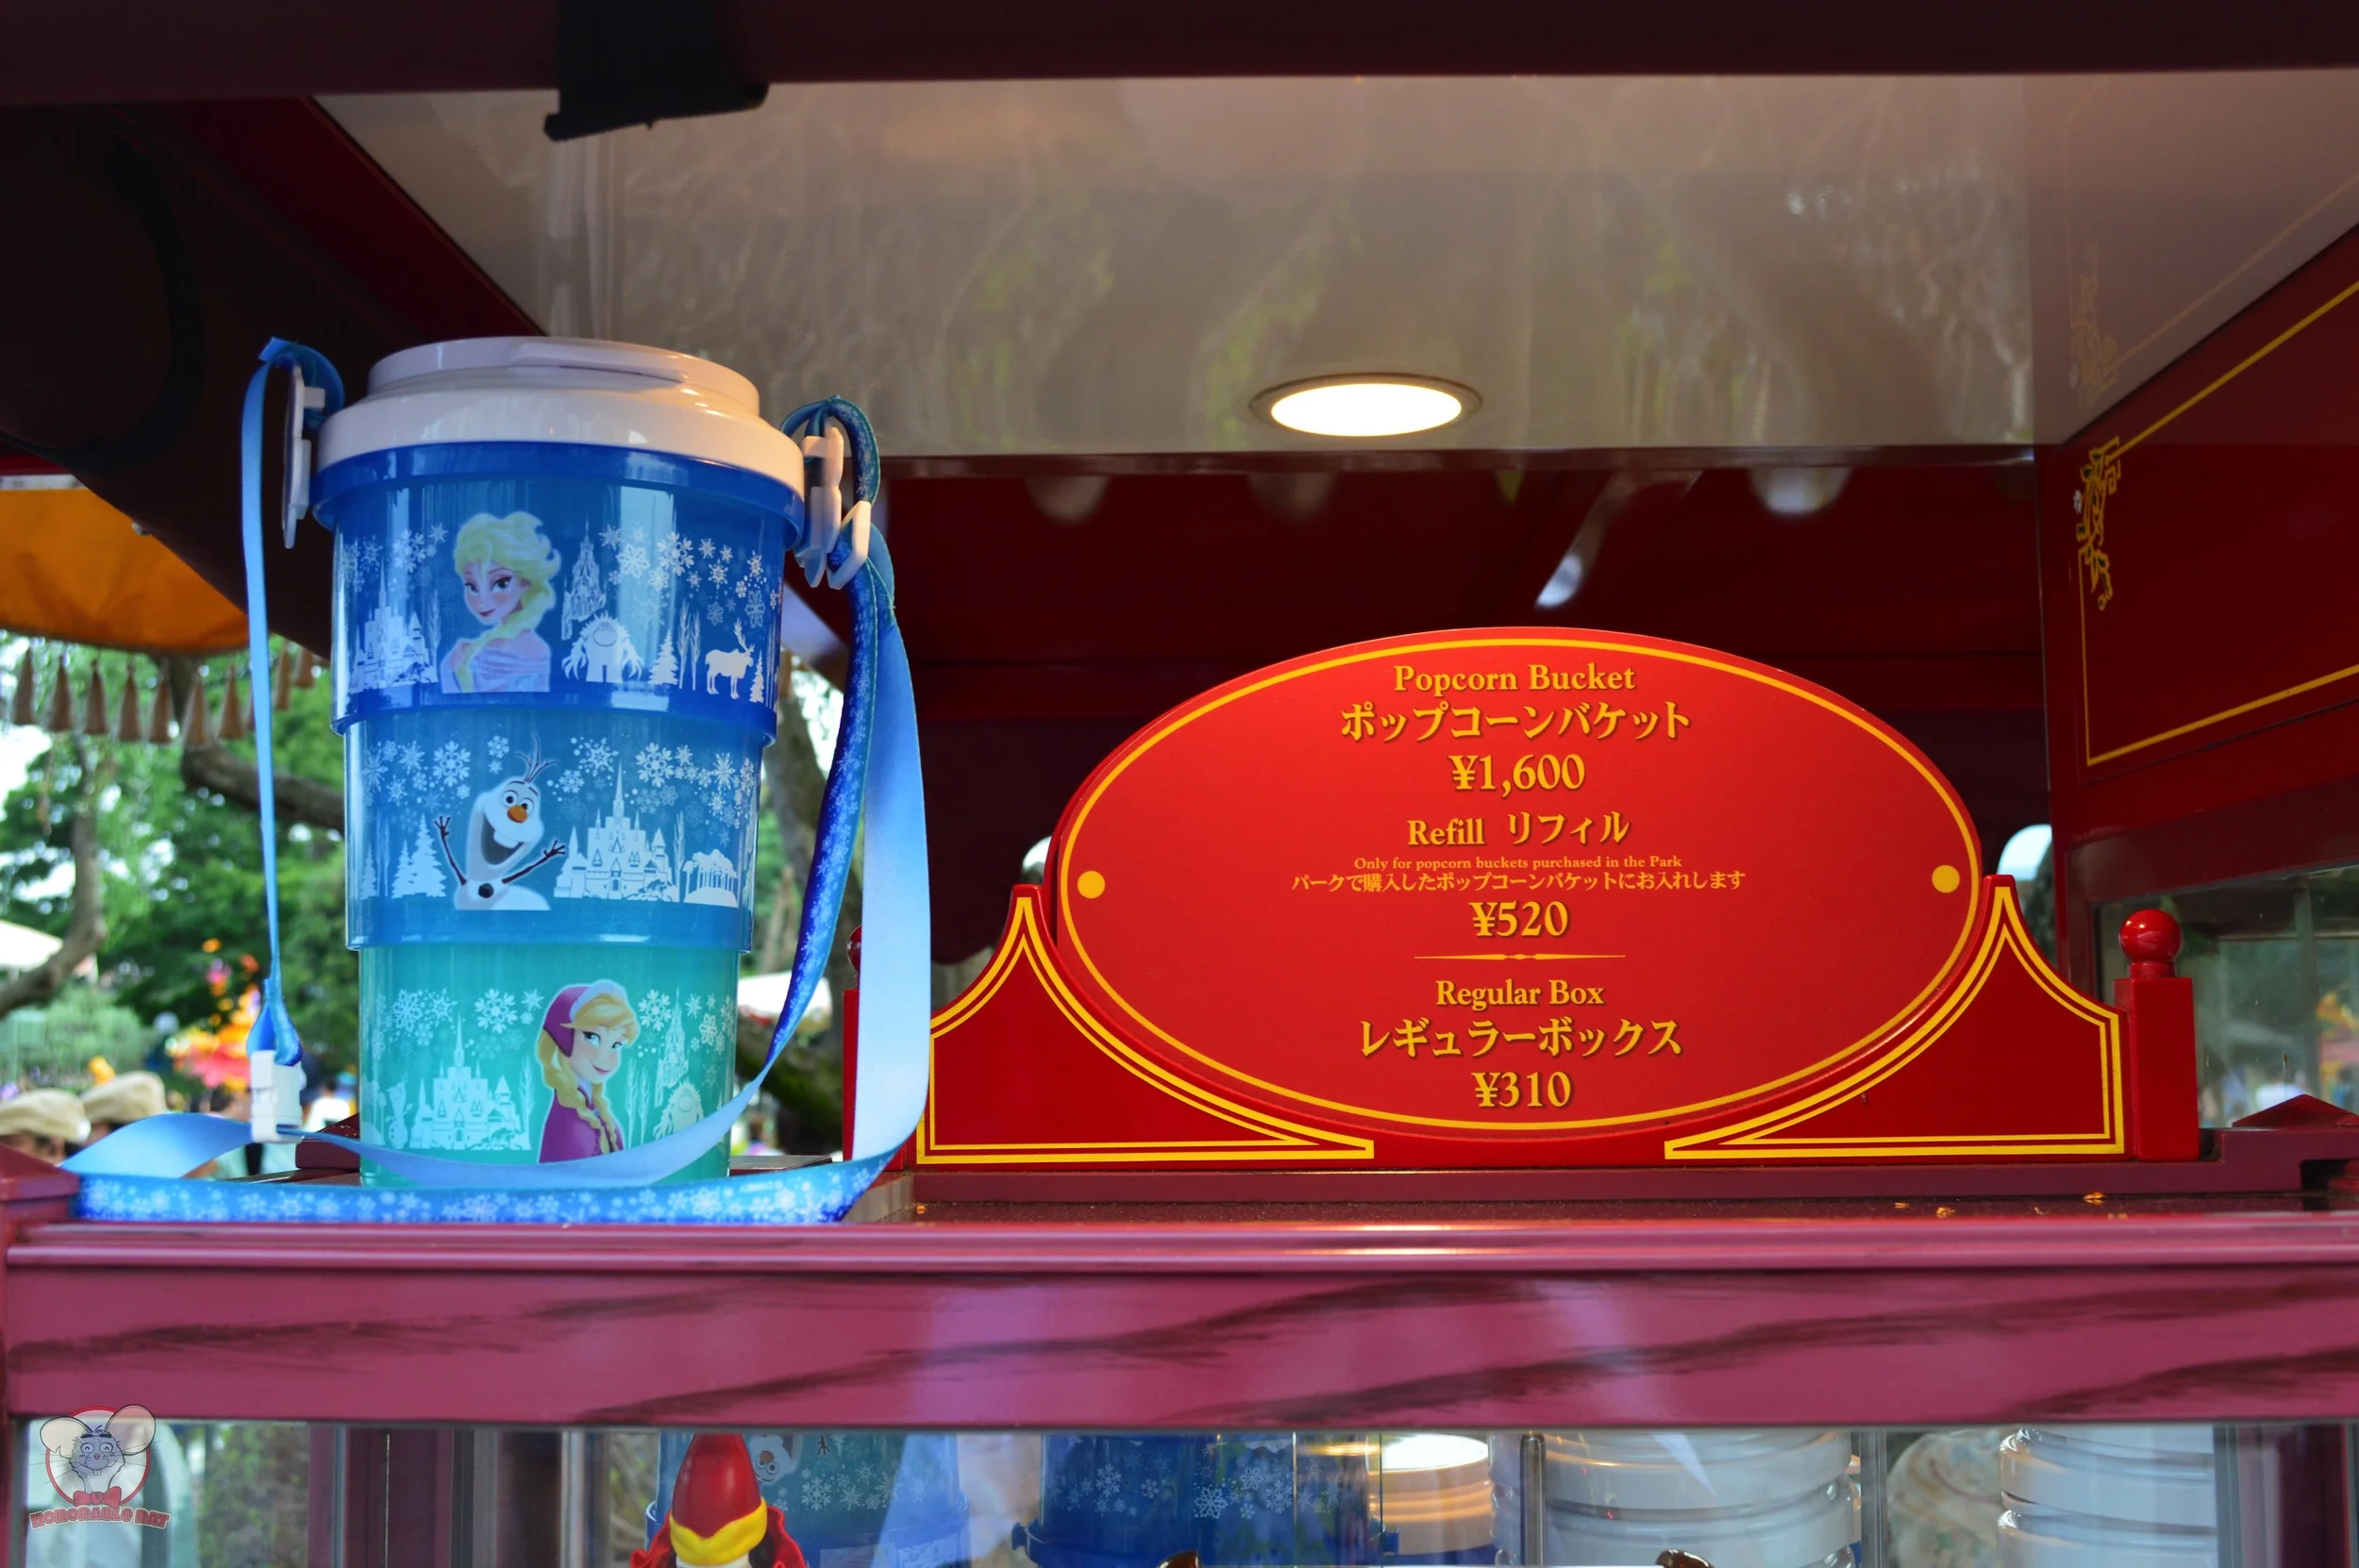 Popcorn Bucket
ポップコーンバケット
¥1,600
Refill リフィル
Only for popcorn buckets purchased in the Park
パークで購入したポップコーンバケットにお入れします
¥520
Regular Box
レギュラーボックス
¥310
HONORABLE RAT